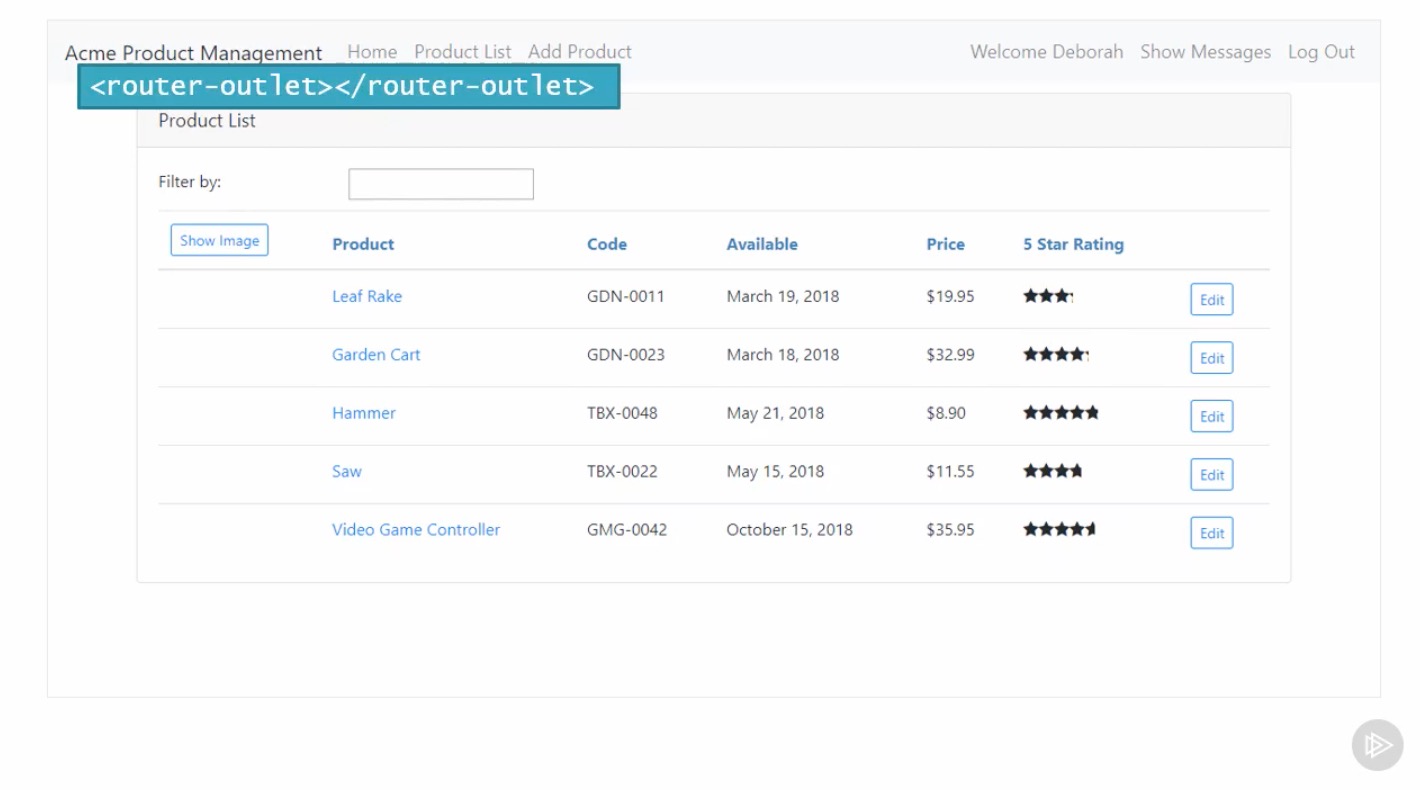 Acme Product Management Home Product List Add Product Welcome Deborah Show Messages Log Out
<router-outlet></router-outlet>
Product List
Filter by:
Show Image Product Code Available Price 5 Star Rating
Leaf Rake GDN-0011 March 19, 2018 $19.95 Edit
Garden Cart GDN-0023 March 18, 2018 $32.99 Edit
Hammer TBX-0048 May 21, 2018 $8.90 Edit
Saw TBX-0022 May 15, 2018 $11.55 Edit
Video Game Controller GMG-0042 October 15, 2018 $35.95 Edit